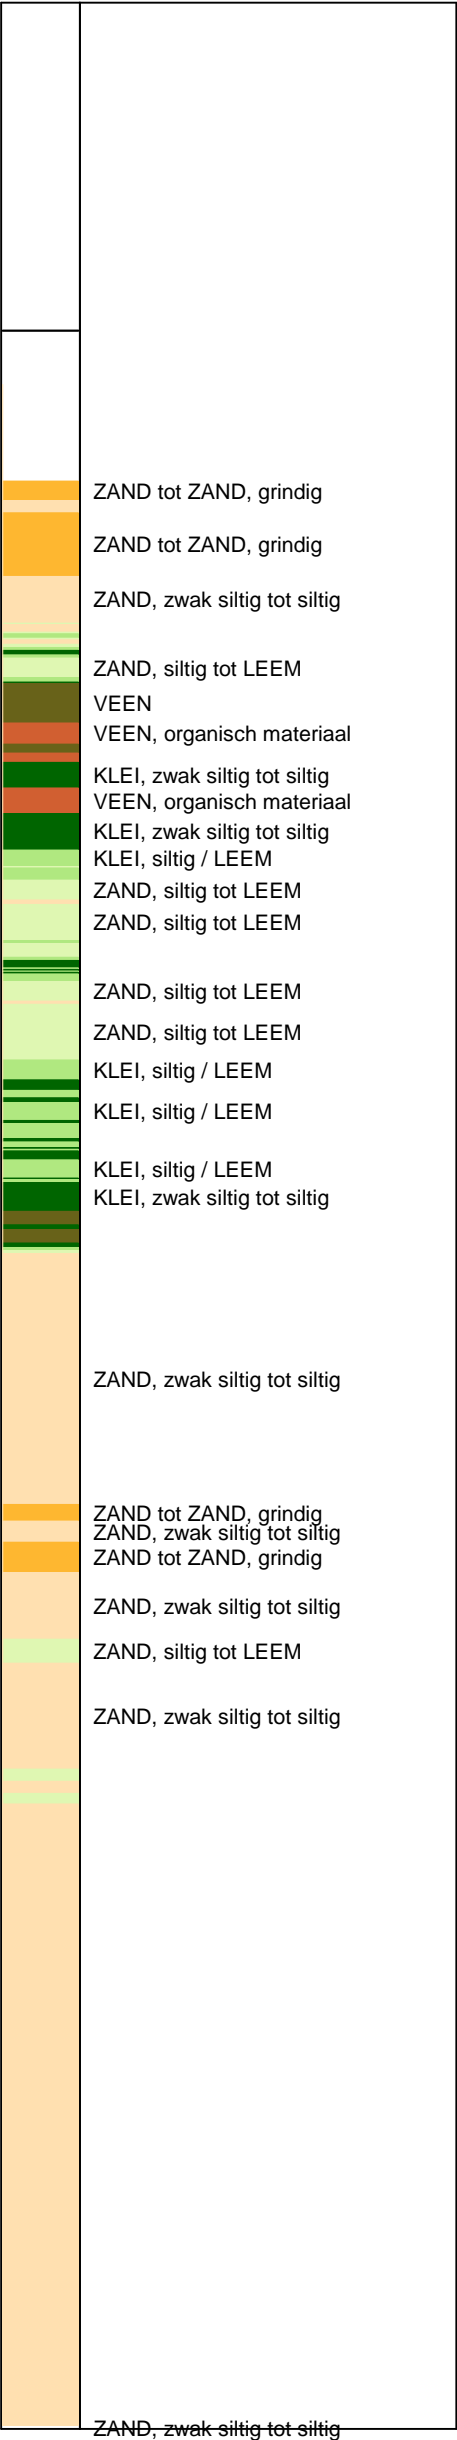 ZAND tot ZAND, grindig
ZAND tot ZAND, grindig
ZAND, zwak siltig tot siltig
ZAND, siltig tot LEEM
VEEN
VEEN, organisch materiaal
KLEI, zwak siltig tot siltig
VEEN, organisch materiaal
KLEI, zwak siltig tot siltig
KLEI, siltig / LEEM
ZAND, siltig tot LEEM
ZAND, siltig tot LEEM
ZAND, siltig tot LEEM
ZAND, siltig tot LEEM
KLEI, siltig / LEEM
KLEI, siltig / LEEM
KLEI, siltig / LEEM
KLEI, zwak siltig tot siltig
ZAND, zwak siltig tot siltig
ZAND tot ZAND, grindig
ZAND, zwak siltig tot siltig
ZAND tot ZAND, grindig
ZAND, zwak siltig tot siltig
ZAND, siltig tot LEEM
ZAND, zwak siltig tot siltig
ZAND, zwak siltig tot siltig